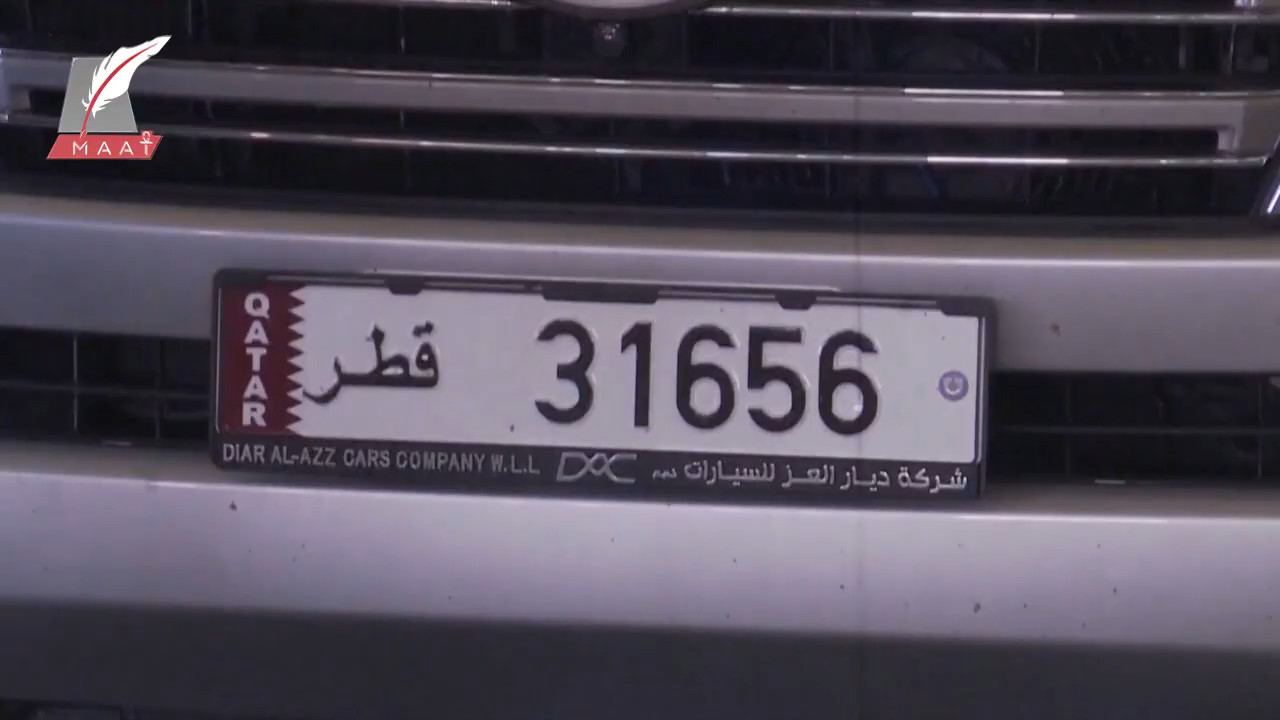 MAAT
QATAR
قطر 31656
DIAR AL-AZZ CARS COMPANY W.L.L DAC شركة ديار العز للسيارات ذ.م.م